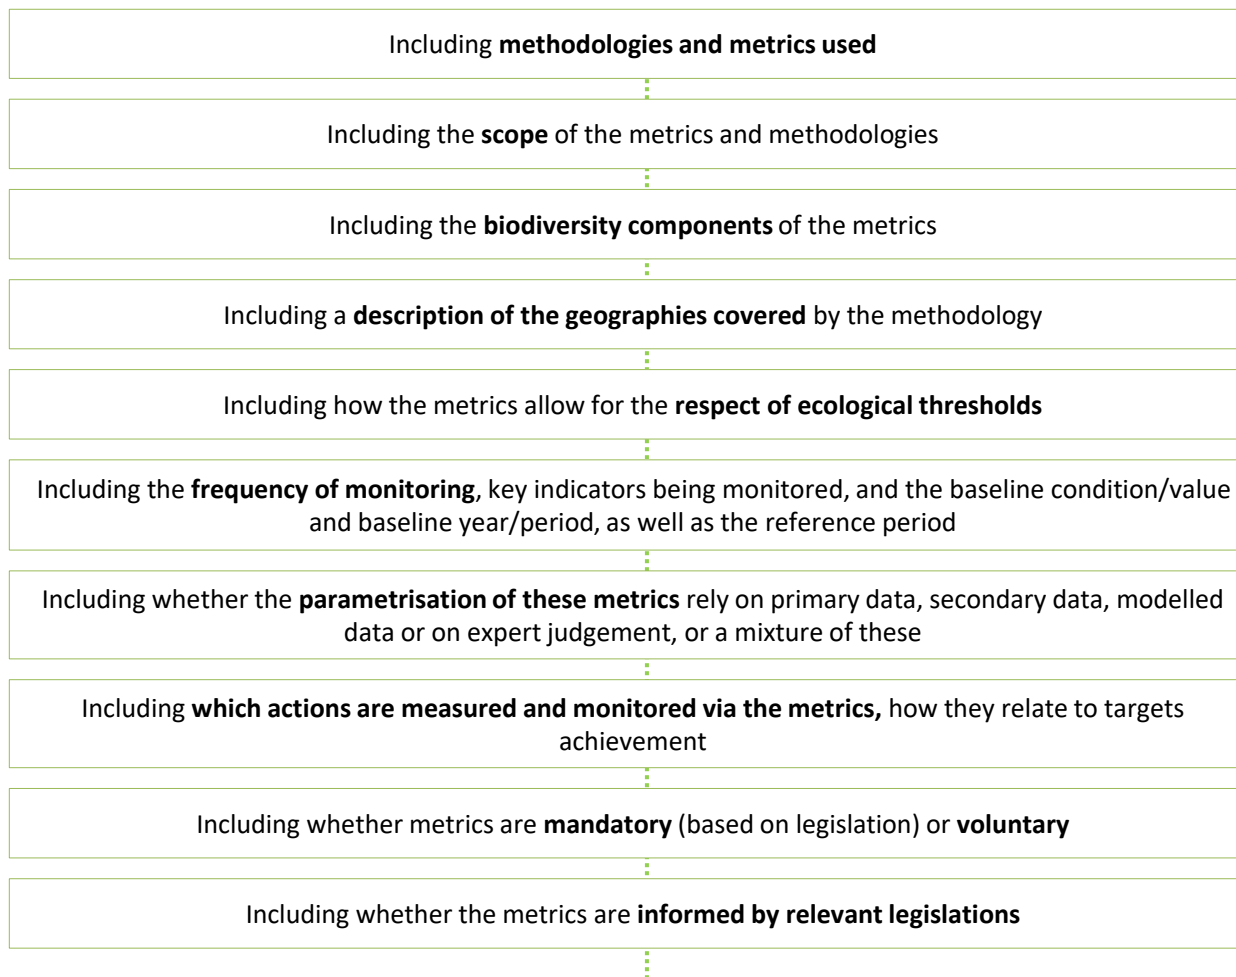 Including methodologies and metrics used
Including the scope of the metrics and methodologies
Including the biodiversity components of the metrics
Including a description of the geographies covered by the methodology
Including how the metrics allow for the respect of ecological thresholds
Including the frequency of monitoring, key indicators being monitored, and the baseline condition/value
and baseline year/period, as well as the reference period
Including whether the parametrisation of these metrics rely on primary data, secondary data, modelled
data or on expert judgement, or a mixture of these
Including which actions are measured and monitored via the metrics, how they relate to targets
achievement
Including whether metrics are mandatory (based on legislation) or voluntary
Including whether the metrics are informed by relevant legislations